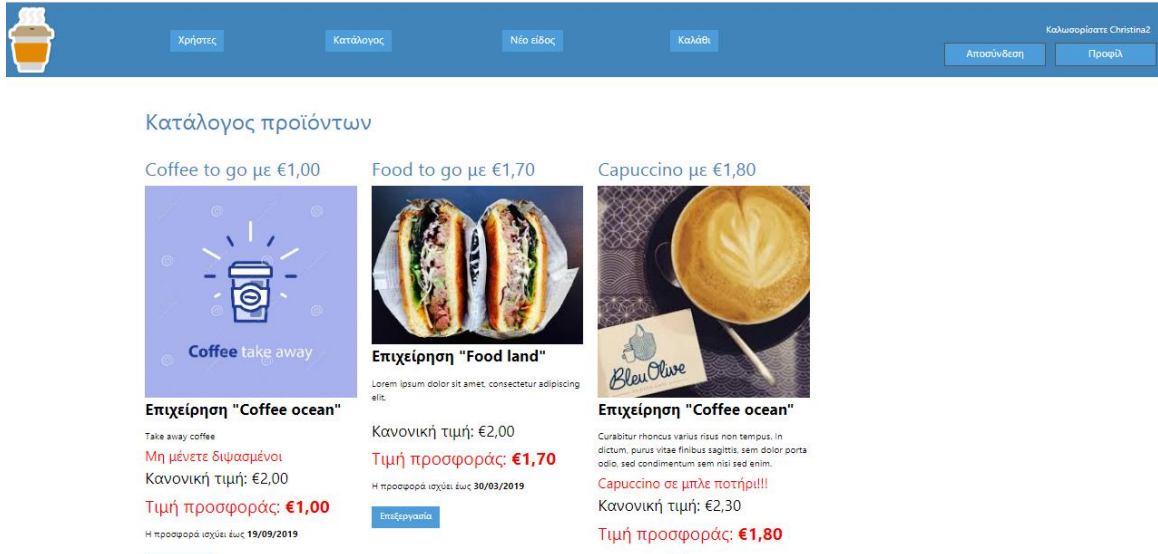 Καλωσορίσατε Christina2
Χρήστες
Κατάλογος
Νέο είδος
Καλάθι
Αποσύνδεση
Προφίλ
Κατάλογος προϊόντων
Coffee to go με €1,00
Coffee take away
Επιχείρηση "Coffee ocean"
Take away coffee
Μη μένετε διψασμένοι
Κανονική τιμή: €2,00
Τιμή προσφοράς: €1,00
Η προσφορά ισχύει έως 19/09/2019
Food to go με €1,70
Επιχείρηση "Food land"
Lorem ipsum dolor sit amet, consectetur adipiscing
elit.
Κανονική τιμή: €2,00
Τιμή προσφοράς: €1,70
Η προσφορά ισχύει έως 30/03/2019
Επεξεργασία
Capuccino με €1,80
Bleu Olive
Επιχείρηση "Coffee ocean"
Curabitur rhoncus varius risus non tempus. In
dictum, purus vitae finibus sagittis, sem dolor porta
odio, sed condimentum sem nisi sed enim.
Capuccino σε μπλε ποτήρι!!!
Κανονική τιμή: €2,30
Τιμή προσφοράς: €1,80